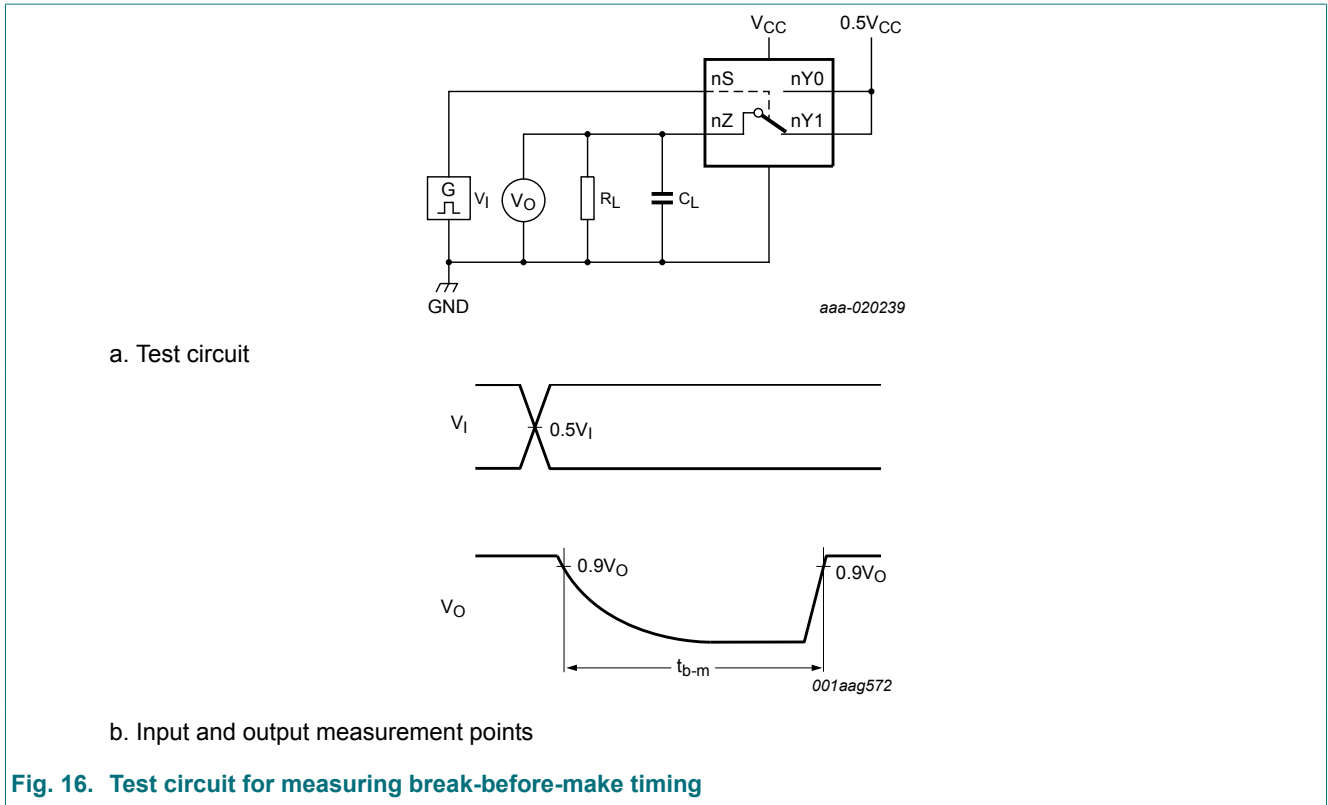 VCC 0.5VCC
nS nY0
nZ nY1
G VI VO RL CL
GND
aaa-020239
a. Test circuit
VI 0.5VI
0.9VO 0.9VO
VO
tb-m
001aag572
b. Input and output measurement points
Fig. 16. Test circuit for measuring break-before-make timing